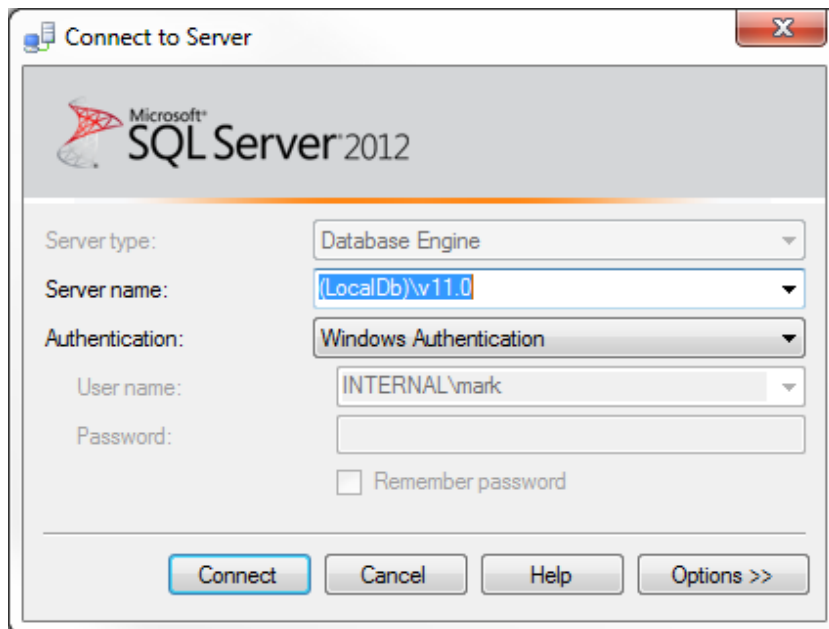 Connect to Server
Microsoft®
SQL Server® 2012
Server type: Database Engine
Server name: (LocalDb)\v11.0
Authentication: Windows Authentication
User name: INTERNAL\mark
Password:
Remember password
Connect Cancel Help Options >>